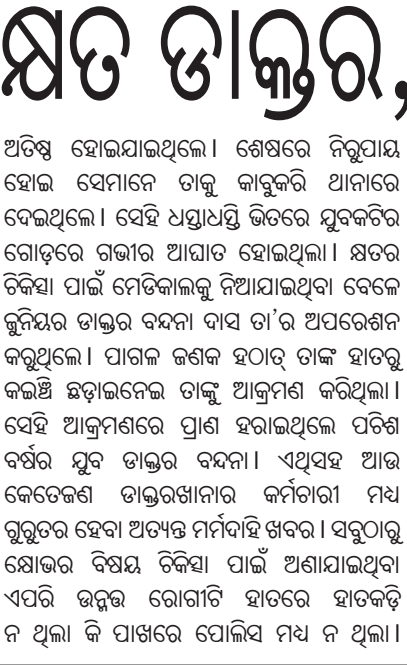 କ୍ଷତ ଡାକ୍ତର,
ଅତିଷ୍ଠ ହୋଇଯାଇଥିଲେ। ଶେଷରେ ନିରୁପାୟ
ହୋଇ ସେମାନେ ତାକୁ କାବୁକରି ଥାନାରେ
ଦେଇଥିଲେ। ସେହି ଧସ୍ତାଧସ୍ତି ଭିତରେ ଯୁବକଟିର
ଗୋଡ଼ରେ ଗଭୀର ଆଘାତ ହୋଇଥିଲା। କ୍ଷତର
ଚିକିତ୍ସା ପାଇଁ ମେଡିକାଲକୁ ନିଆଯାଇଥିବା ବେଳେ
ଜୁନିୟର ଡାକ୍ତର ବନ୍ଦନା ଦାସ ତା'ର ଅପରେଶନ
କରୁଥିଲେ। ପାଗଳ ଜଣକ ହଠାତ୍ ତାଙ୍କ ହାତରୁ
କଇଞ୍ଚି ଛଡ଼ାଇନେଇ ତାଙ୍କୁ ଆକ୍ରମଣ କରିଥିଲା।
ସେହି ଆକ୍ରମଣରେ ପ୍ରାଣ ହରାଇଥିଲେ ପଚିଶ
ବର୍ଷର ଯୁବ ଡାକ୍ତର ବନ୍ଦନା। ଏଥିସହ ଆଉ
କେତେଜଣ ଡାକ୍ତରଖାନାର କର୍ମଚାରୀ ମଧ
ଗୁରୁତର ହେବା ଅତ୍ୟନ୍ତ ମର୍ମଦାହି ଖବର। ସବୁଠାରୁ
କ୍ଷୋଭର ବିଷୟ ଚିକିତ୍ସା ପାଇଁ ଅଣାଯାଇଥିବା
ଏପରି ଉନ୍ମତ୍ତ ରୋଗୀଟି ହାତରେ ହାତକଡ଼ି
ନ ଥିଲା କି ପାଖରେ ପୋଲିସ ମଧ ନ ଥିଲା।